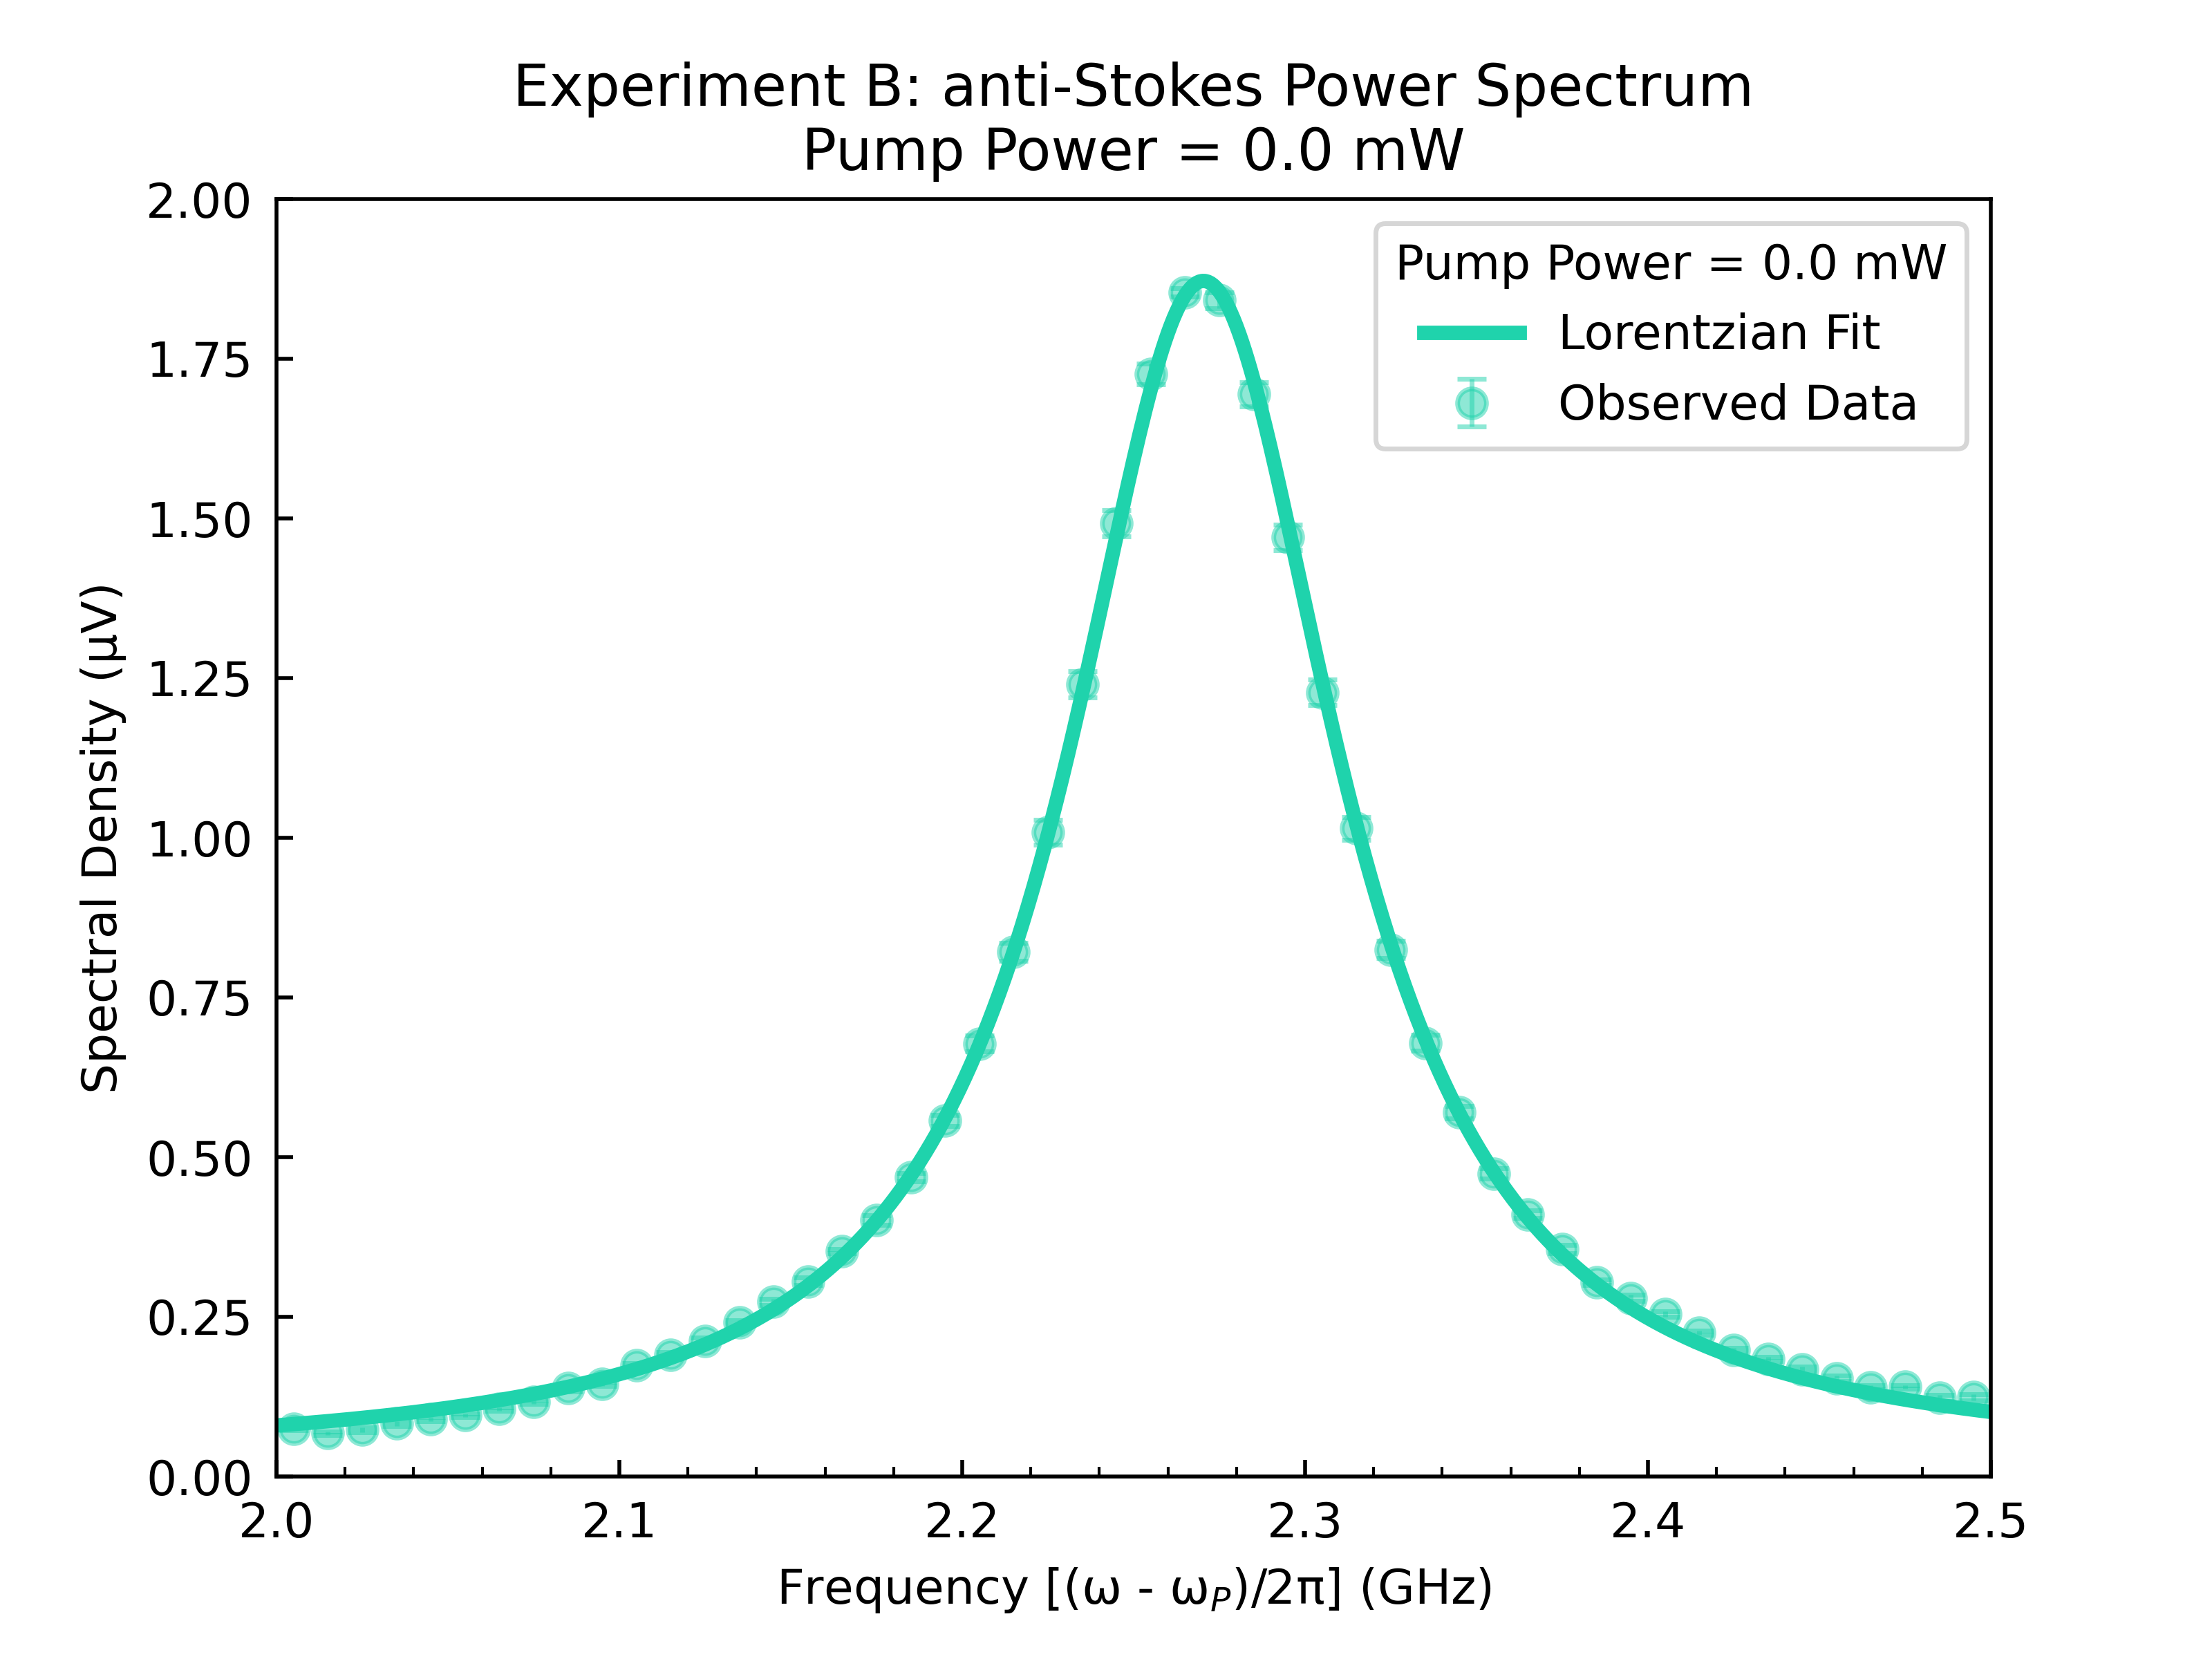 Experiment B: anti-Stokes Power Spectrum
Pump Power = 0.0 mW
Pump Power = 0.0 mW
Lorentzian Fit
Observed Data
Spectral Density (μV)
2.00
1.75
1.50
1.25
1.00
0.75
0.50
0.25
0.00
2.0 2.1 2.2 2.3 2.4 2.5
Frequency [(ω - ωP)/2π] (GHz)